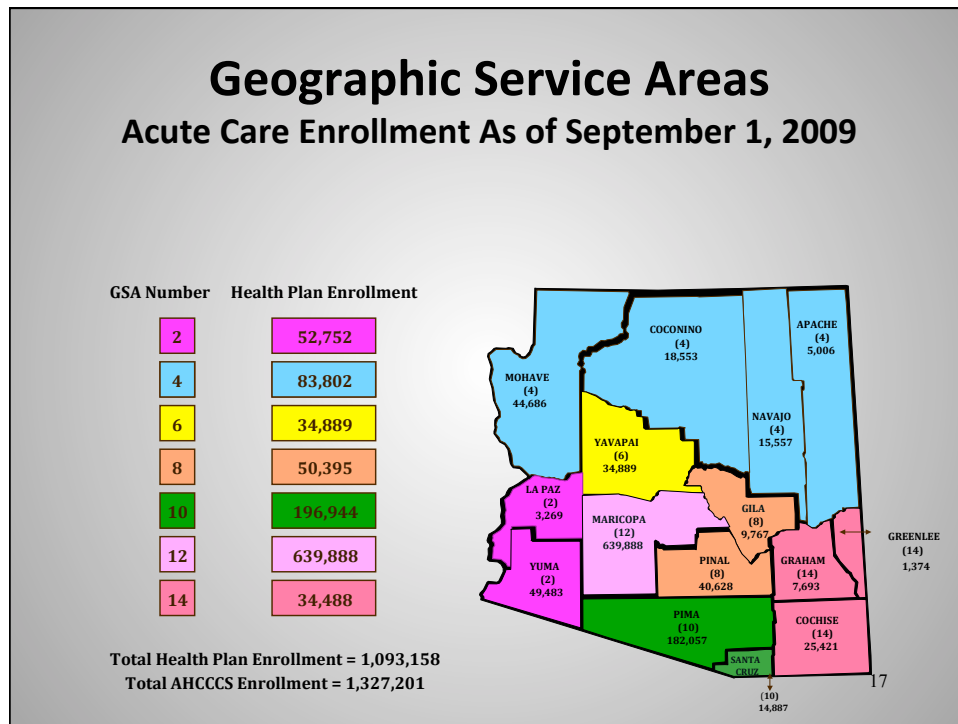 Geographic Service Areas
Acute Care Enrollment As of September 1, 2009
GSA Number Health Plan Enrollment
2 52,752
4 83,802
6 34,889
8 50,395
10 196,944
12 639,888
14 34,488
Total Health Plan Enrollment = 1,093,158
Total AHCCCS Enrollment = 1,327,201
MOHAVE
(4)
44,686
COCONINO
(4)
18,553
APACHE
(4)
5,006
NAVAJO
(4)
15,557
YAVAPAI
(6)
34,889
LA PAZ
(2)
3,269
MARICOPA
(12)
639,888
GILA
(8)
9,767
GREENLEE
(14)
1,374
YUMA
(2)
49,483
PINAL
(8)
40,628
GRAHAM
(14)
7,693
PIMA
(10)
182,057
COCHISE
(14)
25,421
SANTA
CRUZ
(10)
14,887
17